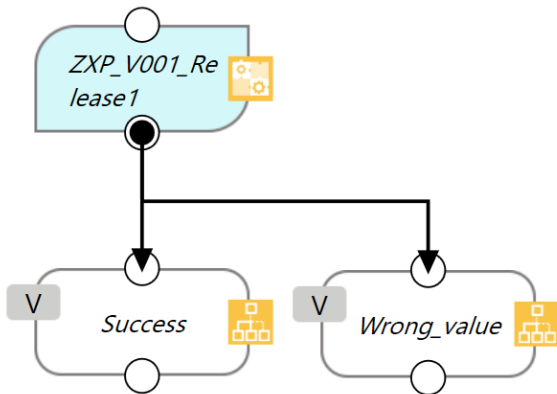 ZXP_V001_Re
lease1
V
Success
V
Wrong_value